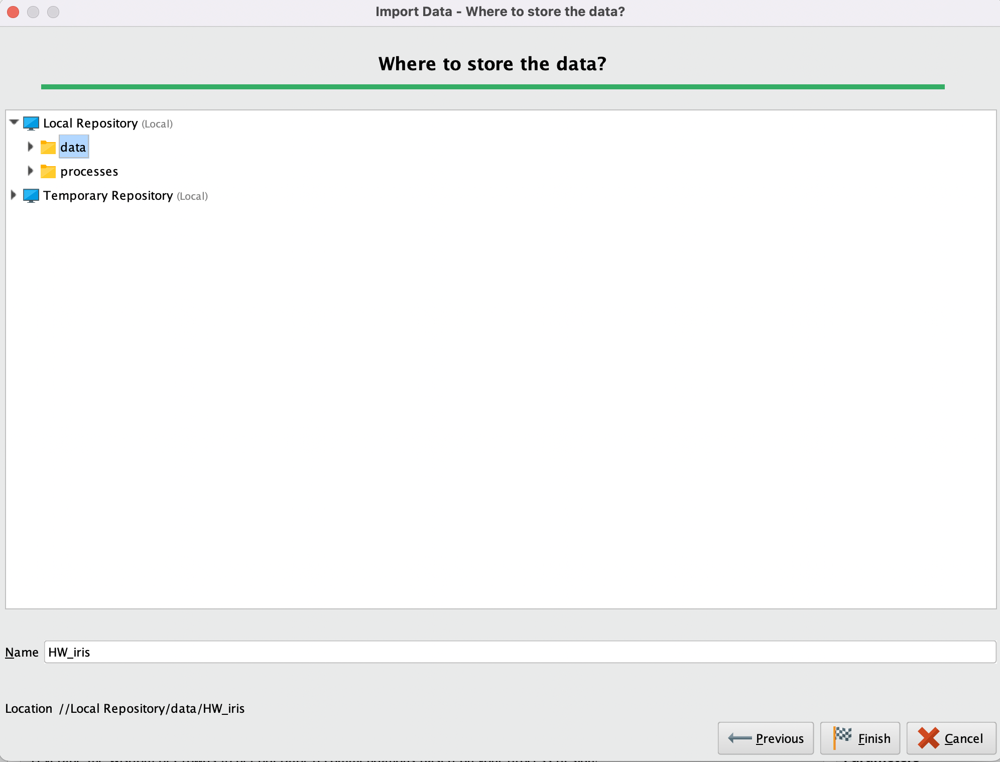 Import Data - Where to store the data?
Where to store the data?
Local Repository (Local)
data
processes
Temporary Repository (Local)
Name HW_iris
Location //Local Repository/data/HW_iris
Previous Finish Cancel